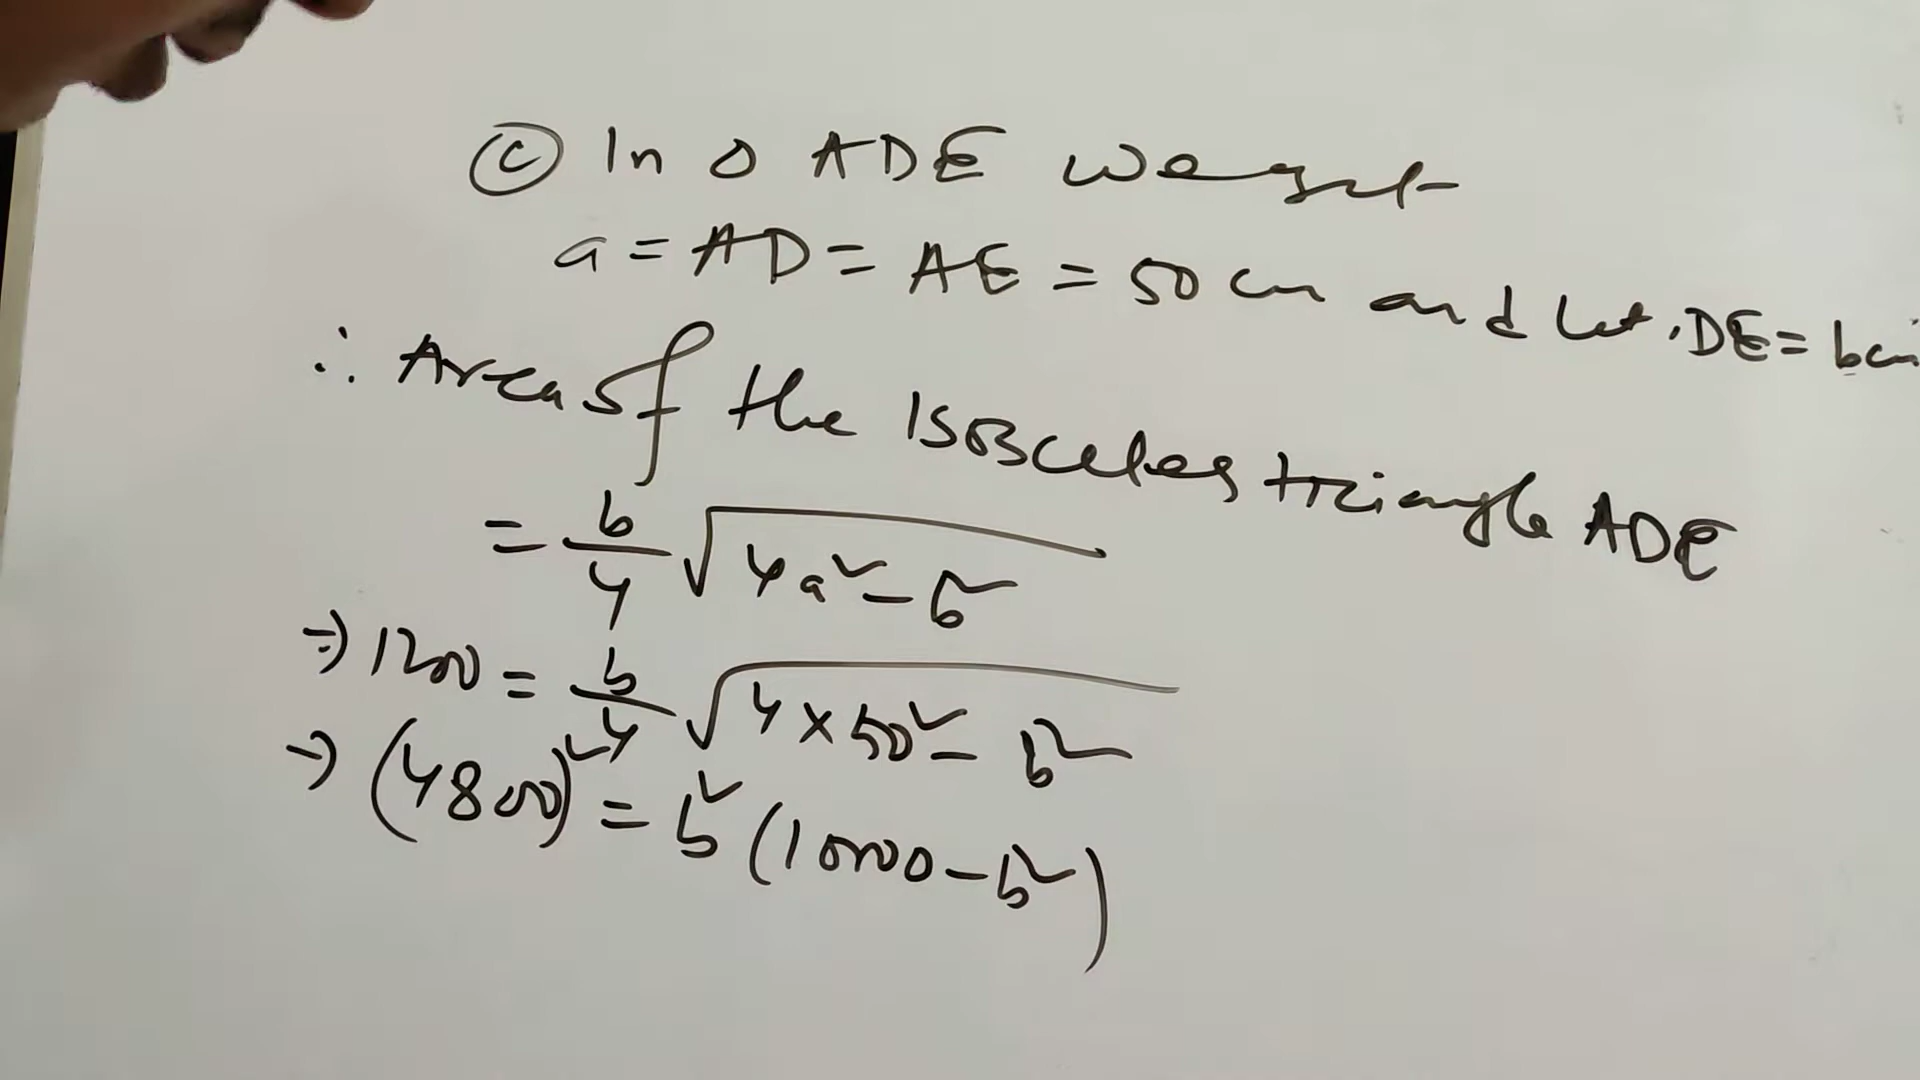 (c) In Δ ADE we get
a = AD = AE = 50 cm and let, DE = b cm
∴ Area of the isosceles triangle ADE
= b/4 √(4a² - b²)
⇒ 1200 = b/4 √(4 × 50² - b²)
⇒ (4800)² = b² (10000 - b²)